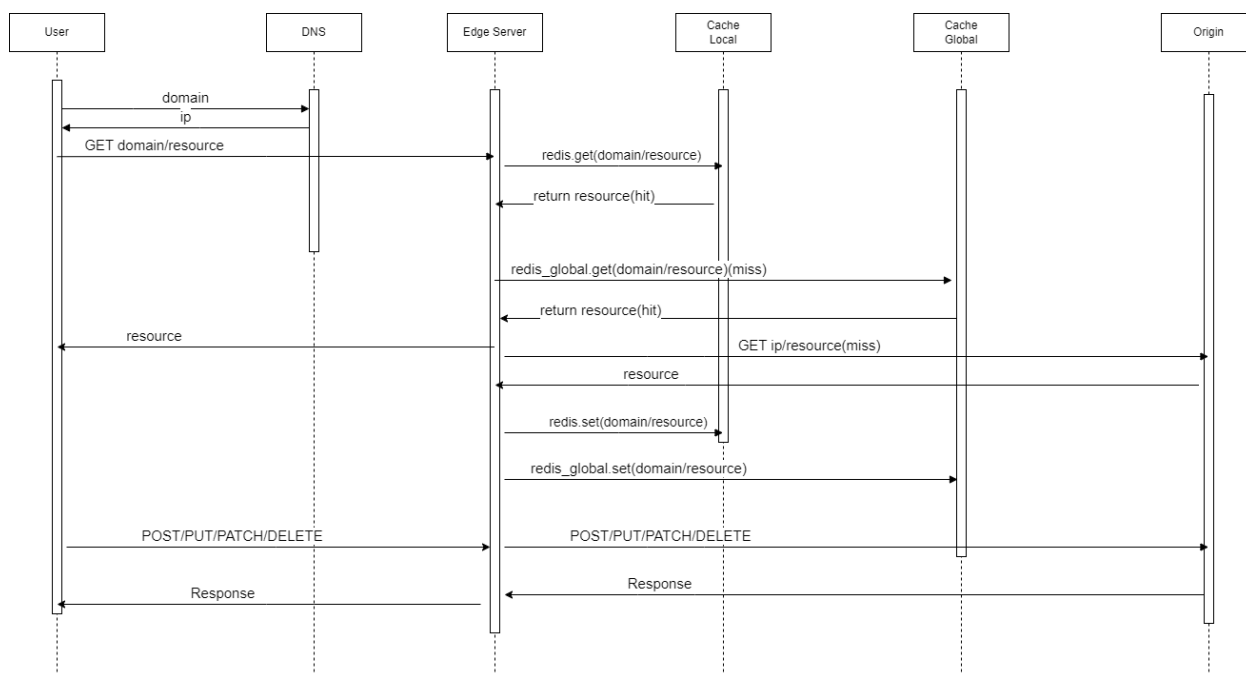 User
DNS
Edge Server
Cache
Local
Cache
Global
Origin
domain
ip
GET domain/resource
redis.get(domain/resource)
return resource(hit)
redis_global.get(domain/resource)(miss)
return resource(hit)
resource
GET ip/resource(miss)
resource
redis.set(domain/resource)
redis_global.set(domain/resource)
POST/PUT/PATCH/DELETE
POST/PUT/PATCH/DELETE
Response
Response